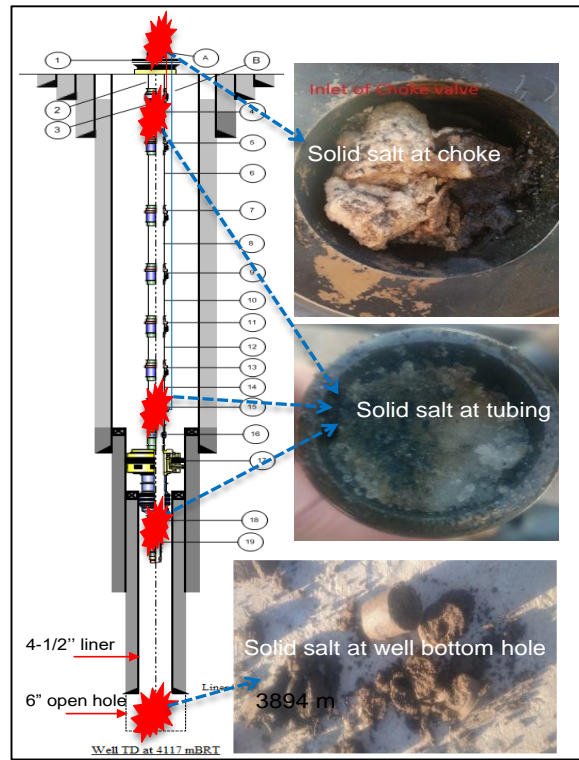 1
A
B
2
3
4
5
6
7
8
9
10
11
12
13
14
15
16
17
18
19
Inlet of Choke valve
Solid salt at choke
Solid salt at tubing
Solid salt at well bottom hole
4-1/2’’ liner
6” open hole
Line
3894 m
Well TD at 4117 mBRT